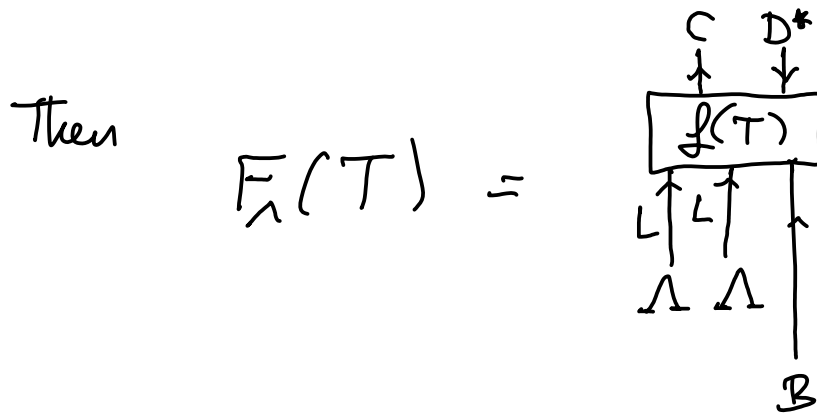 C D*
Then F_Λ(T) = f(T)
L L
Λ Λ
B